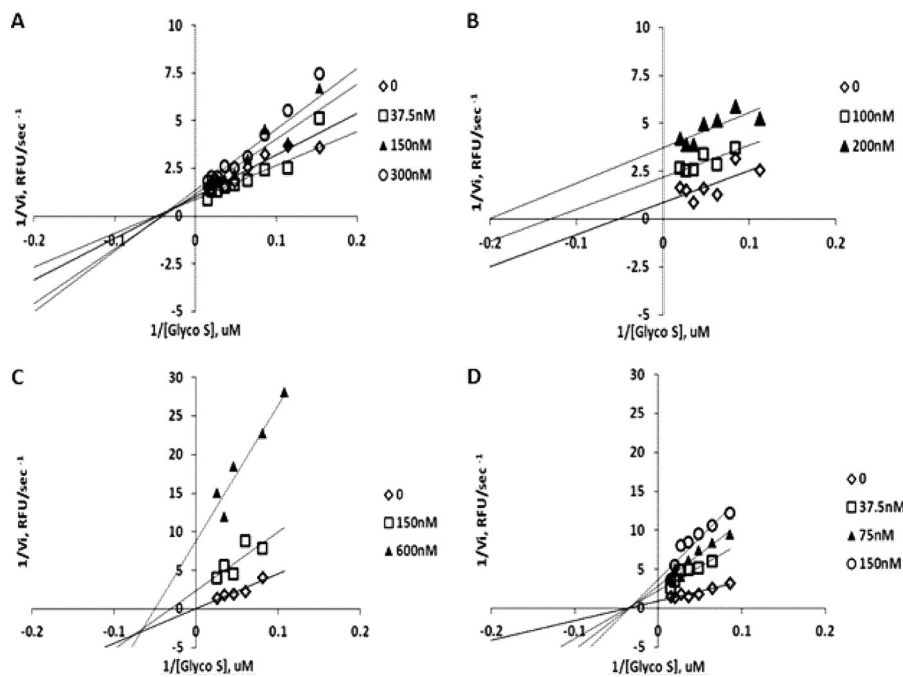 A
1/Vi, RFU/sec⁻¹
10
7.5
5
2.5
0
-2.5
-5
-0.2
-0.1
0
0.1
0.2
1/[Glyco S], uM
0
37.5nM
150nM
300nM
B
1/Vi, RFU/sec⁻¹
10
7.5
5
2.5
0
-2.5
-5
-0.2
-0.1
0
0.1
0.2
1/[Glyco S], uM
0
100nM
200nM
C
1/Vi, RFU/sec⁻¹
30
25
20
15
10
5
0
-5
-0.2
-0.1
0
0.1
0.2
1/[Glyco S], uM
0
150nM
600nM
D
1/Vi, RFU/sec⁻¹
30
25
20
15
10
5
0
-5
-0.2
-0.1
0
0.1
0.2
1/[Glyco S], uM
0
37.5nM
75nM
150nM